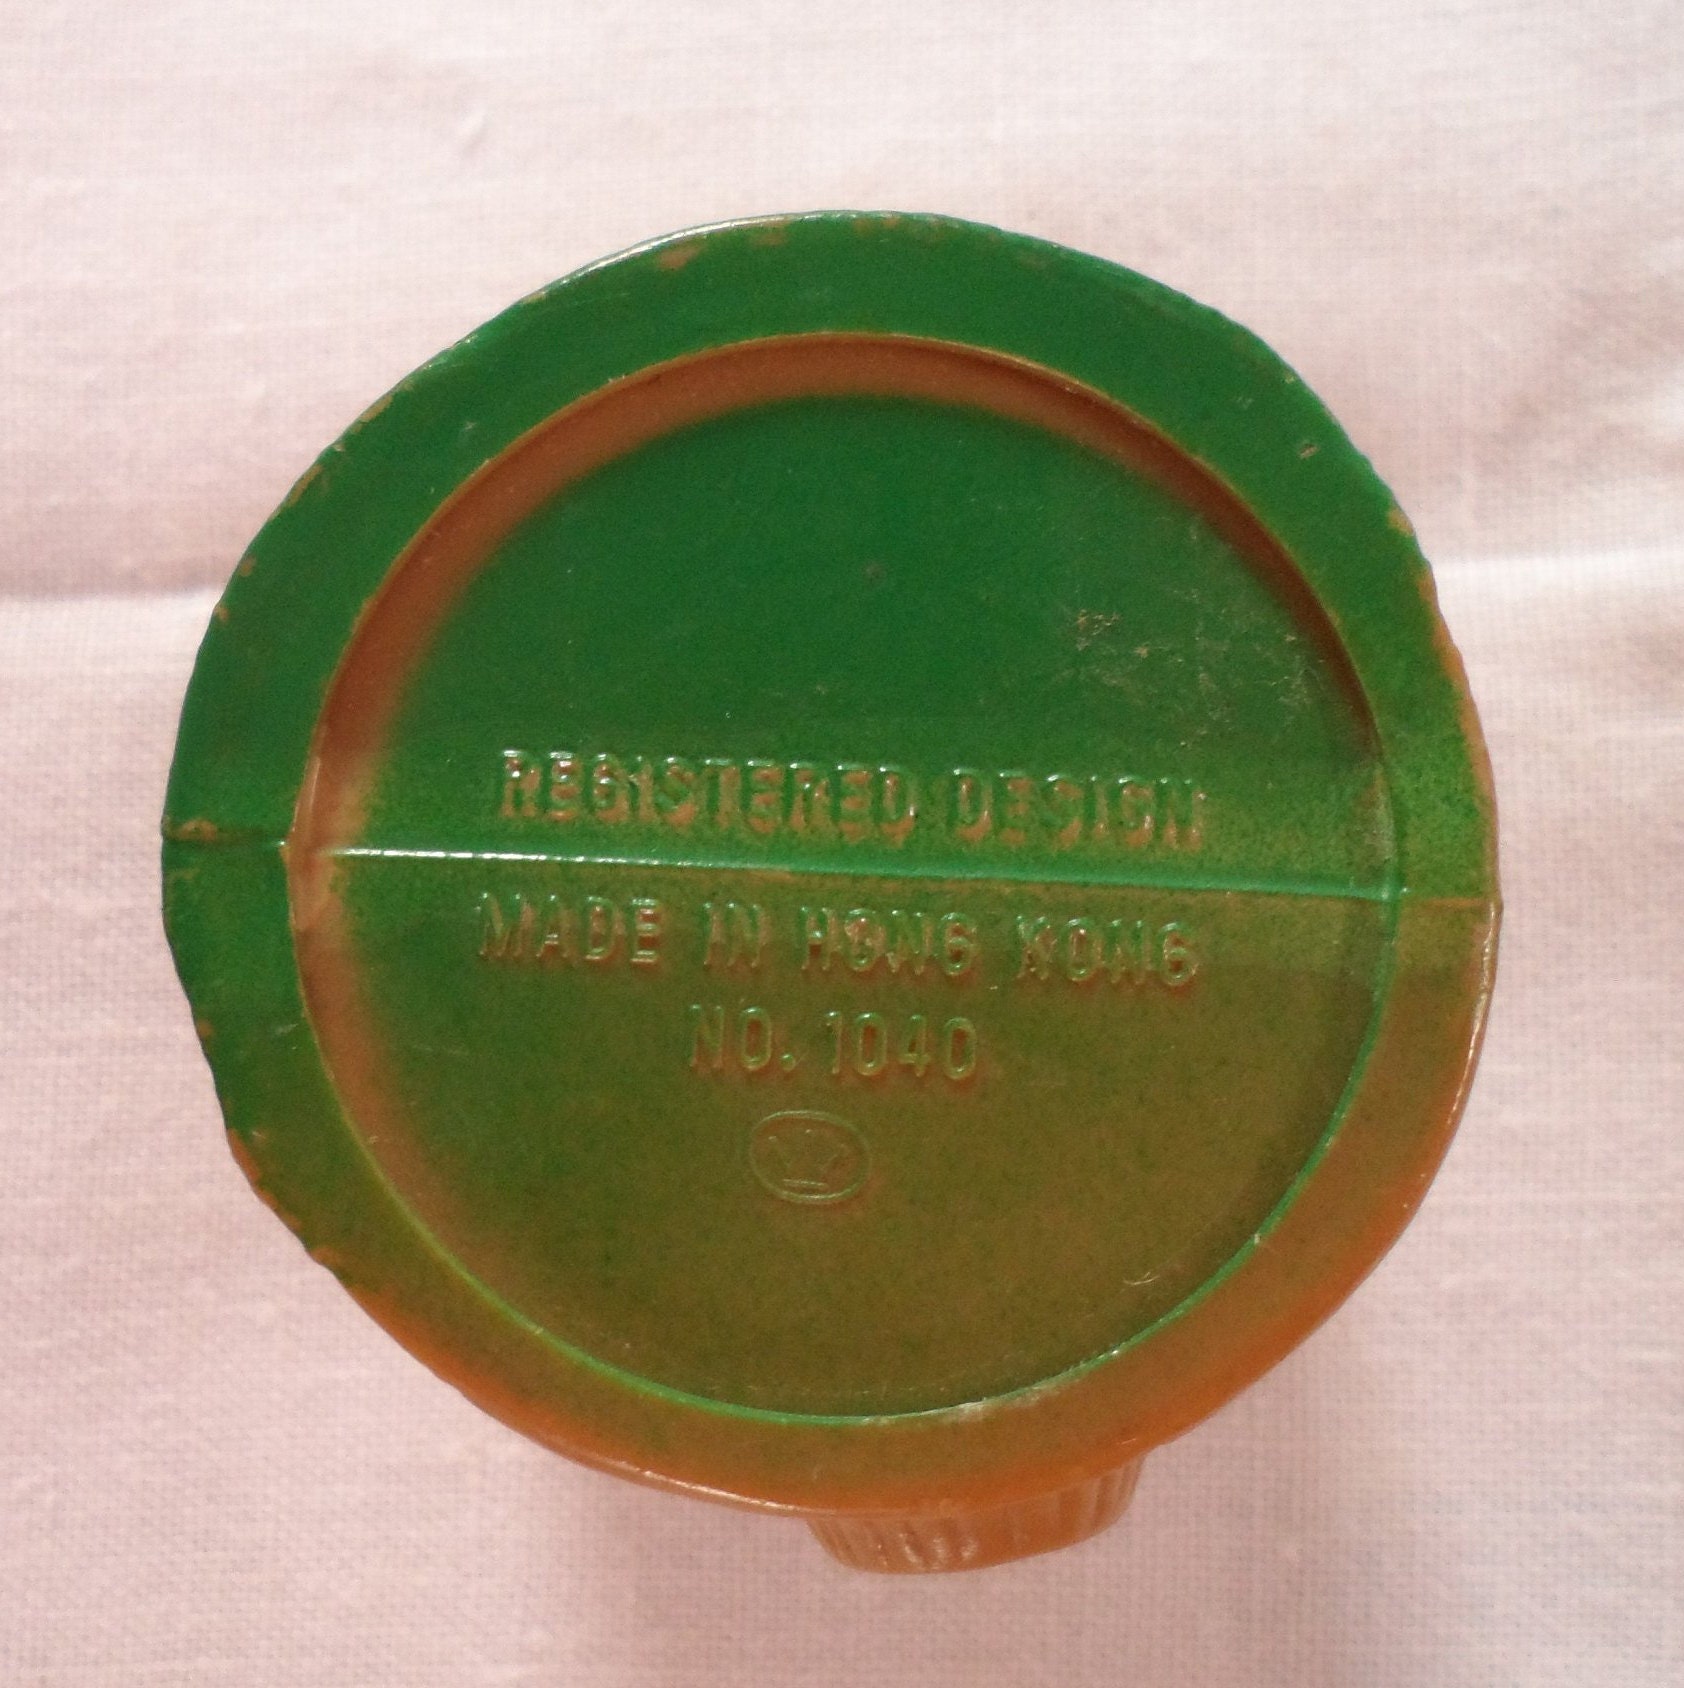 REGISTERED DESIGN
MADE IN HONG KONG
NO. 1040